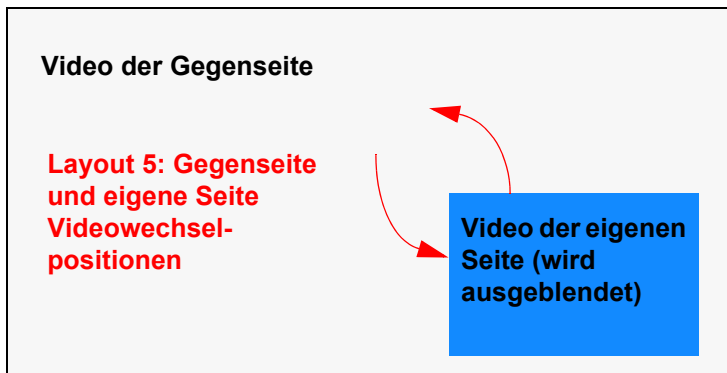 Video der Gegenseite
Layout 5: Gegenseite
und eigene Seite
Videowechsel-
positionen
Video der eigenen
Seite (wird
ausgeblendet)